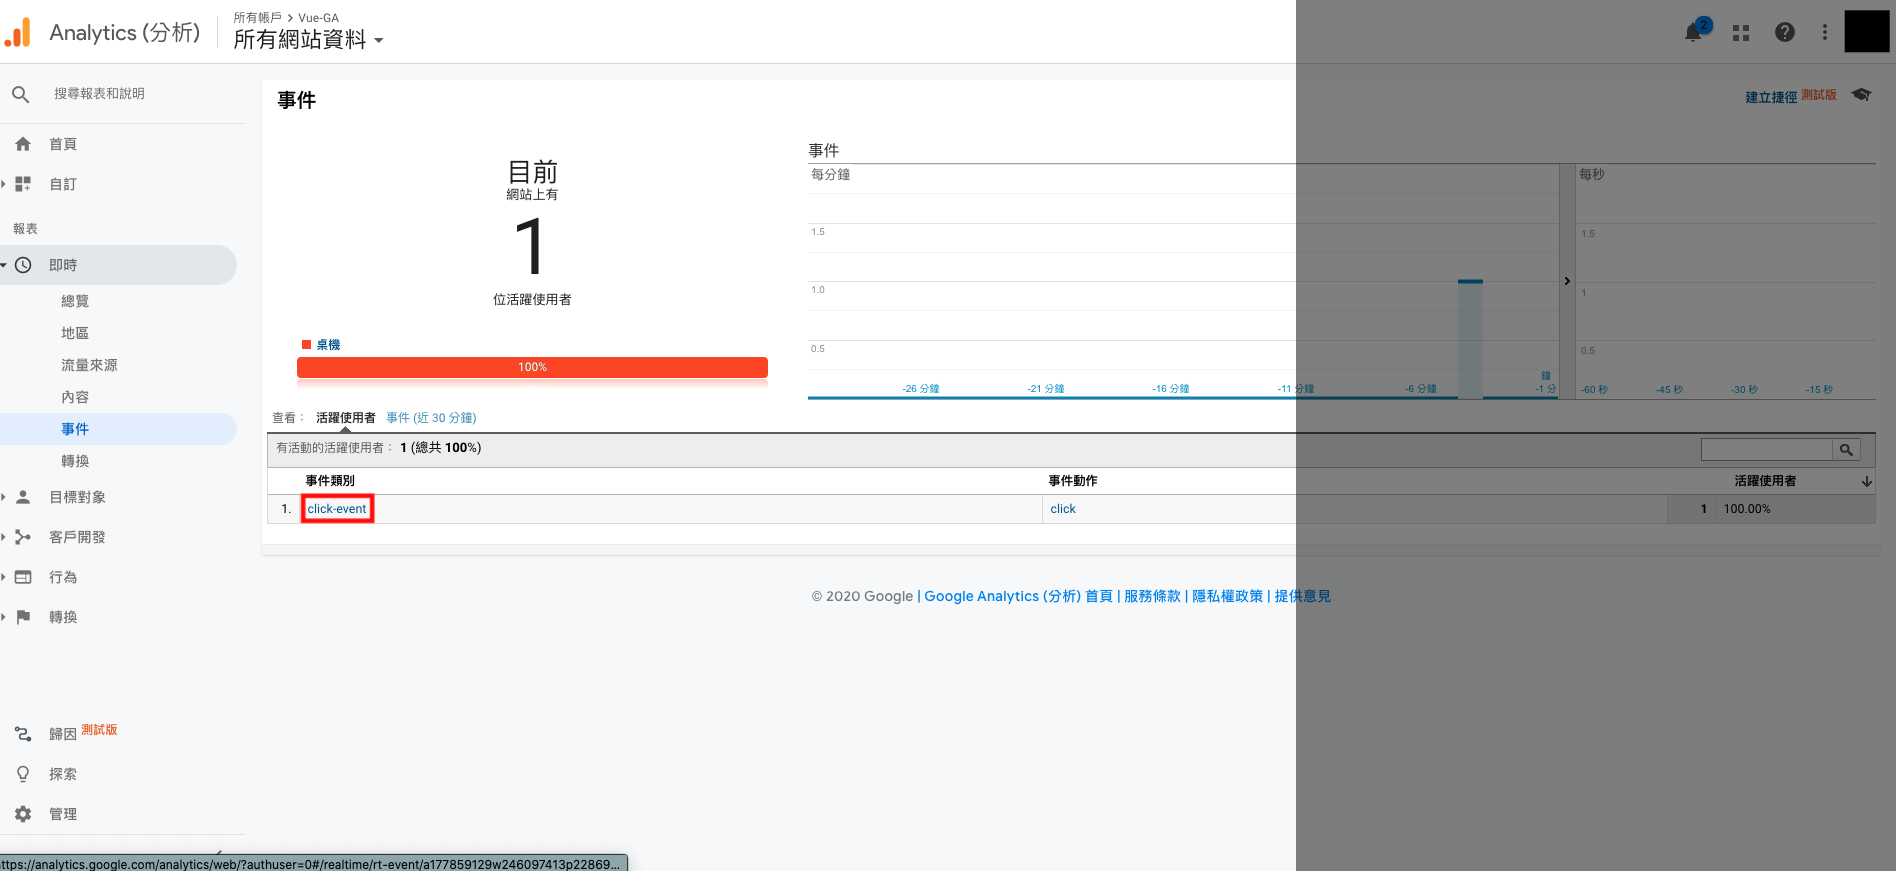 所有帳戶 > Vue-GA
Analytics (分析)
所有網站資料
2
搜尋報表和說明
首頁
自訂
報表
即時
總覽
地區
流量來源
內容
事件
轉換
目標對象
客戶開發
行為
轉換
歸因 測試版
探索
管理
事件
建立捷徑 測試版
目前
網站上有
1
位活躍使用者
桌機
100%
事件
每分鐘
1.5
1.0
0.5
-26 分鐘
-21 分鐘
-16 分鐘
-11 分鐘
-6 分鐘
-1 分
鐘
每秒
1.5
1
0.5
-60 秒
-45 秒
-30 秒
-15 秒
查看： 活躍使用者 事件 (近 30 分鐘)
有活動的活躍使用者： 1 (總共 100%)
事件類別 事件動作 活躍使用者
1. click-event click 1 100.00%
© 2020 Google | Google Analytics (分析) 首頁 | 服務條款 | 隱私權政策 | 提供意見
ttps://analytics.google.com/analytics/web/?authuser=0#/realtime/rt-event/a177859129w246097413p22869...